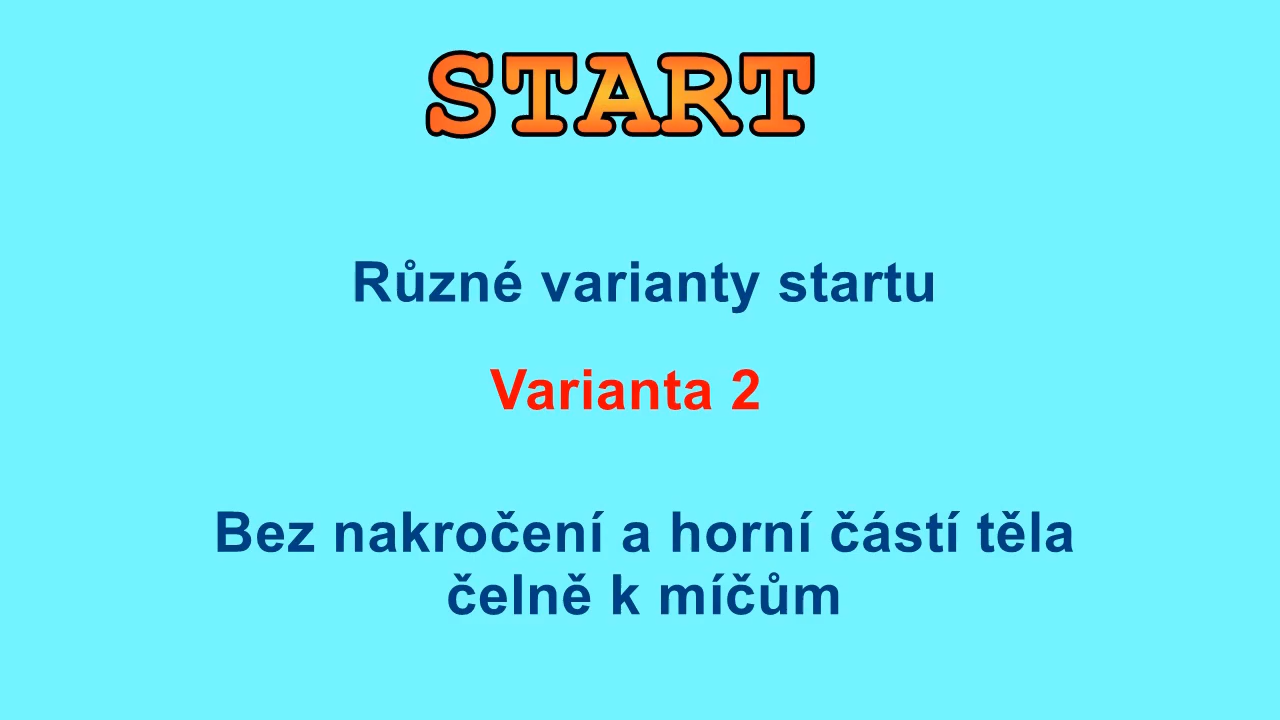 START
Různé varianty startu
Varianta 2
Bez nakročení a horní částí těla
čelně k míčům